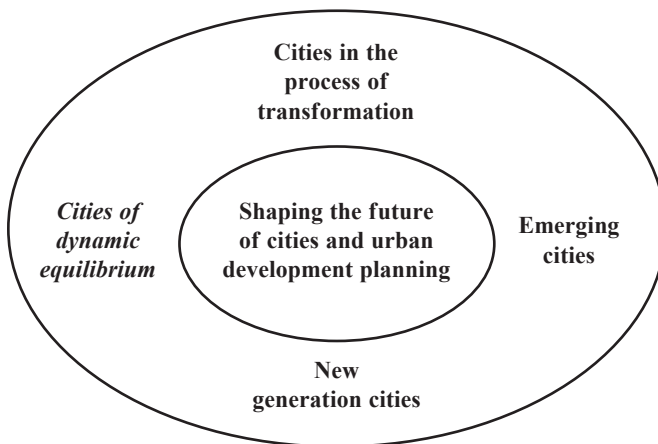 Cities in the
process of
transformation
Cities of
dynamic
equilibrium
Shaping the future
of cities and urban
development planning
Emerging
cities
New
generation cities